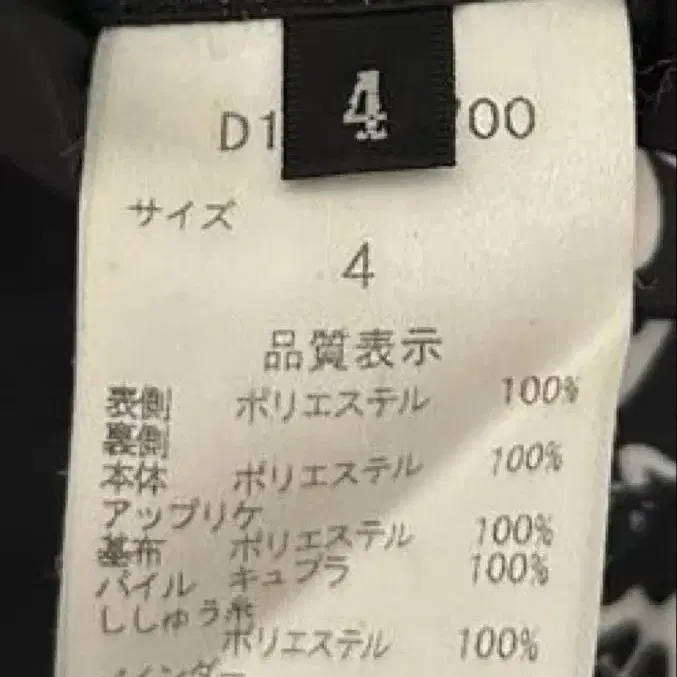 4
D1 00
サイズ
4
品質表示
表側 ポリエステル 100%
裏側
本体 ポリエステル 100%
アップリケ
基布 ポリエステル 100%
パイル キュプラ 100%
ししゅう糸
ポリエステル 100%